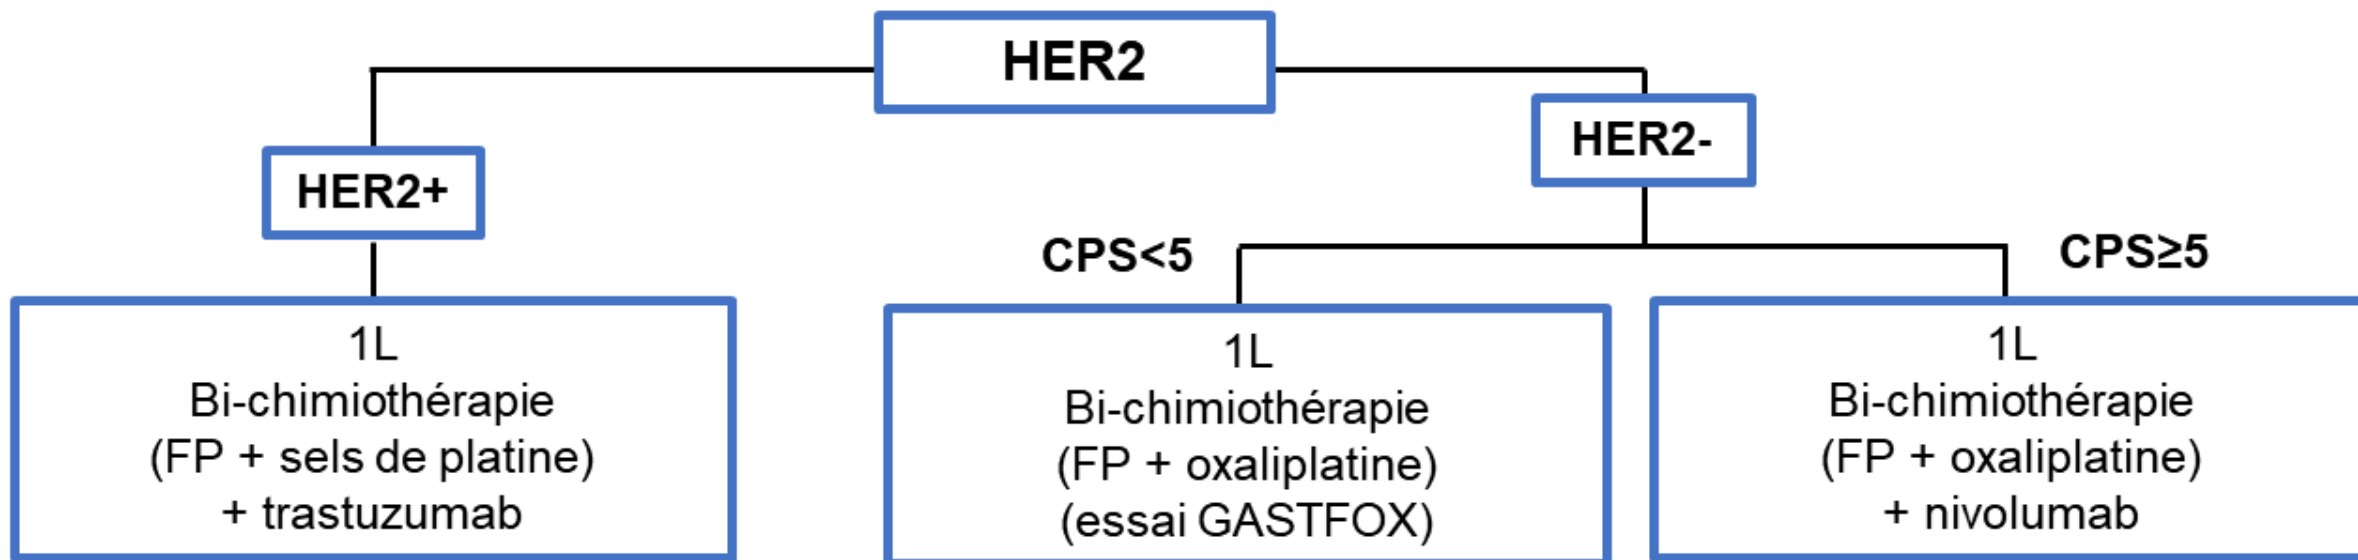 HER2
HER2+
HER2-
CPS<5
CPS≥5
1L
Bi-chimiothérapie
(FP + sels de platine)
+ trastuzumab
1L
Bi-chimiothérapie
(FP + oxaliplatine)
(essai GASTFOX)
1L
Bi-chimiothérapie
(FP + oxaliplatine)
+ nivolumab